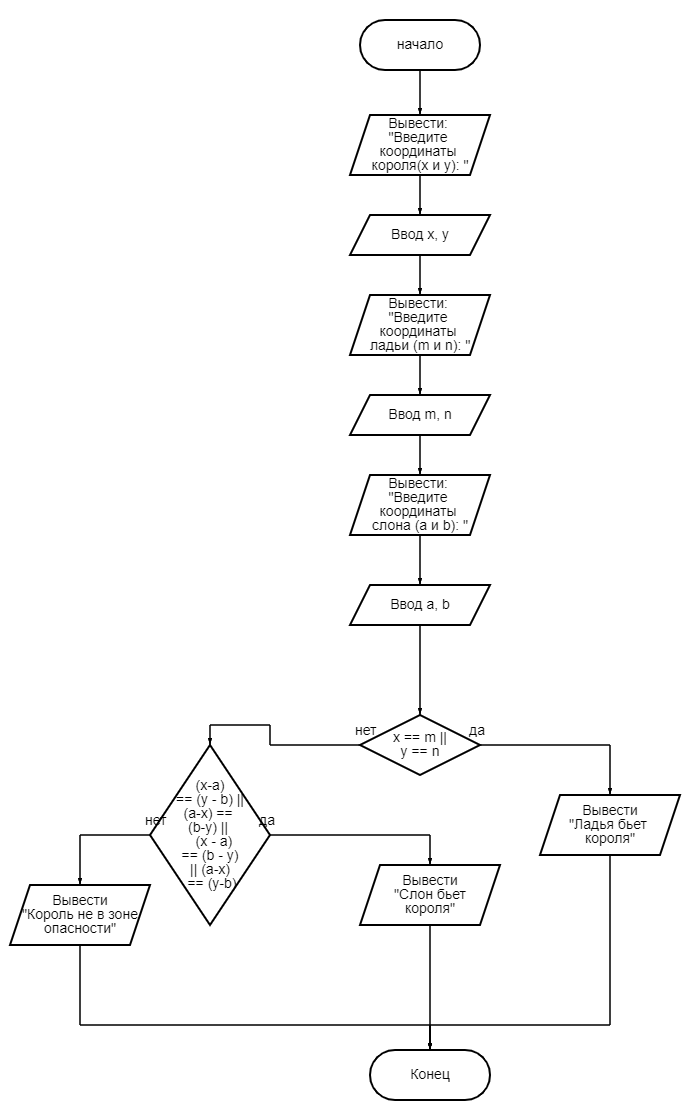 начало
Вывести:
"Введите
координаты
короля(x и y): "
Ввод x, y
Вывести:
"Введите
координаты
ладьи (m и n): "
Ввод m, n
Вывести:
"Введите
координаты
слона (a и b): "
Ввод a, b
нет
x == m ||
y == n
да
нет
(x-a)
== (y - b) ||
(a-x) ==
(b-y) ||
(x - a)
== (b - y)
|| (a-x)
== (y-b)
да
Вывести
"Ладья бьет
короля"
Вывести
"Слон бьет
короля"
Вывести
"Король не в зоне
опасности"
Конец